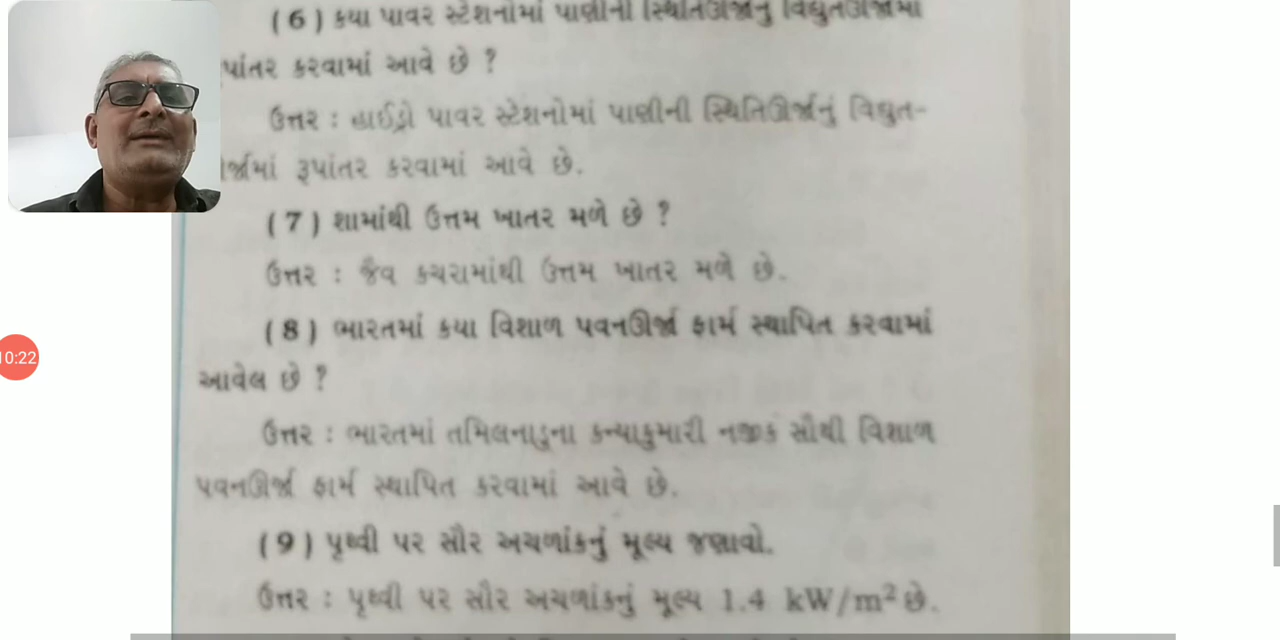 (6) કયા પાવર સ્ટેશનોમાં પાણીની સ્થિતિઊર્જાનું વિદ્યુતઊર્જામાં
પાંતર કરવામાં આવે છે ?
ઉત્તર : હાઈડ્રો પાવર સ્ટેશનોમાં પાણીની સ્થિતિઊર્જાનું વિદ્યુત-
ર્જામાં રૂપાંતર કરવામાં આવે છે.
(7) શામાંથી ઉત્તમ ખાતર મળે છે ?
ઉત્તર : જૈવ કચરામાંથી ઉત્તમ ખાતર મળે છે.
(8) ભારતમાં કયા વિશાળ પવનઊર્જા ફાર્મ સ્થાપિત કરવામાં
10:22
આવેલ છે ?
ઉત્તર : ભારતમાં તમિલનાડુના કન્યાકુમારી નજીક સૌથી વિશાળ
પવનઊર્જા ફાર્મ સ્થાપિત કરવામાં આવે છે.
(9) પૃથ્વી પર સૌર અચળાંકનું મૂલ્ય જણાવો.
ઉત્તર : પૃથ્વી પર સૌર અચળાંકનું મૂલ્ય 1.4 kW/m² છે.